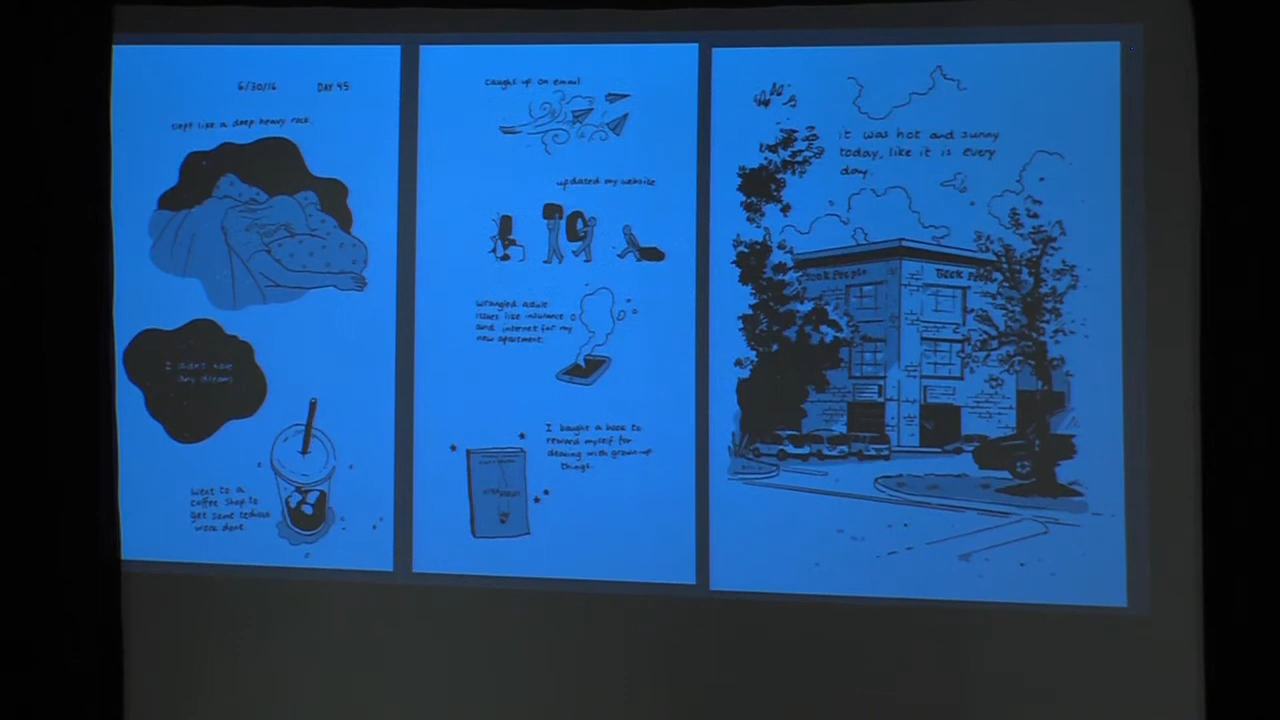 6/30/16 DAY 45
slept like a deep heavy rock.
I didn't have
any dreams
Went to a
coffee shop to
get some tedious
work done.
caught up on email
updated my website
Wrangled adult
issues like insurance
and internet for my
new apartment.
I bought a book to
reward myself for
dealing with grown-up
things.
it was hot and sunny
today, like it is every
day.
Book People
Book People